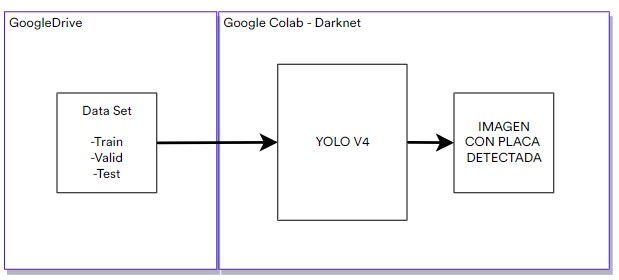 GoogleDrive
Google Colab - Darknet
Data Set
-Train
-Valid
-Test
YOLO V4
IMAGEN
CON PLACA
DETECTADA